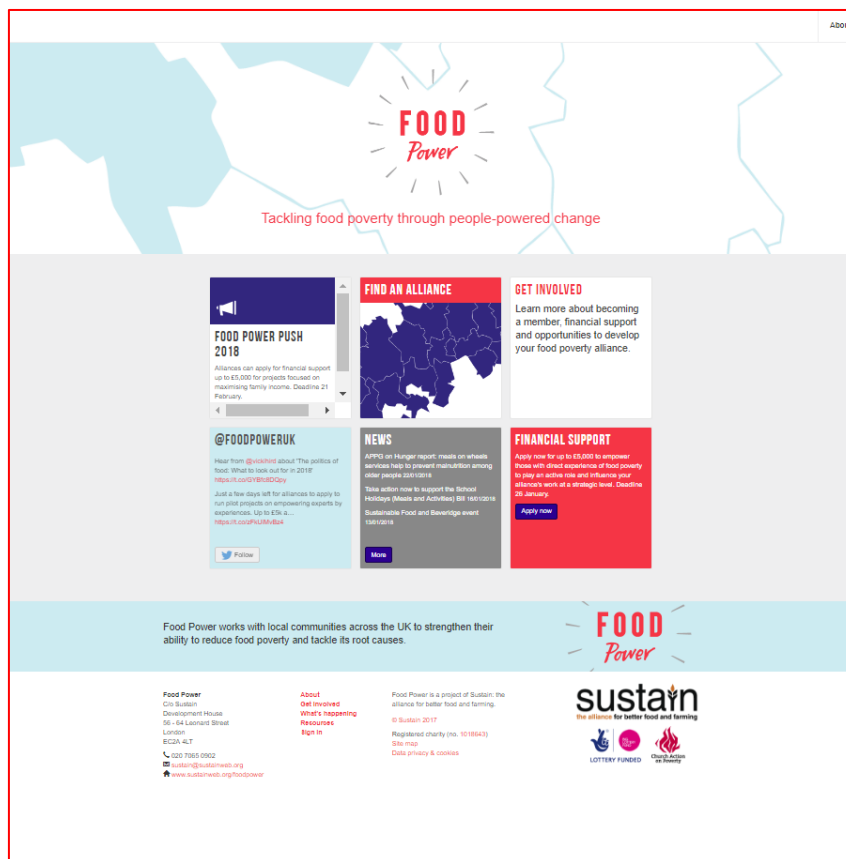 Abou
FOOD
Power
Tackling food poverty through people-powered change
FOOD POWER PUSH
2018
Alliances can apply for financial support
up to £5,000 for projects focused on
maximising family income. Deadline 21
February.
FIND AN ALLIANCE
GET INVOLVED
Learn more about becoming
a member, financial support
and opportunities to develop
your food poverty alliance.
@FOODPOWERUK
Hear from @vickihird about 'The politics of
food: What to look out for in 2018'
Just a few days left for alliances to apply to
run pilot projects on empowering experts by
experiences. Up to £5k a...
Follow
NEWS
APPG on Hunger report: meals on wheels
services help to prevent malnutrition among
older people 22/01/2018
Take action now to support the School
Holidays (Meals and Activities) Bill 16/01/2018
Sustainable Food and Beveridge event
13/01/2018
More
FINANCIAL SUPPORT
Apply now for up to £5,000 to empower
those with direct experience of food poverty
to play an active role and influence your
alliance's work at a strategic level. Deadline
26 January.
Apply now
Food Power works with local communities across the UK to strengthen their
ability to reduce food poverty and tackle its root causes.
FOOD
Power
Food Power
C/o Sustain
Development House
56 - 64 Leonard Street
London
EC2A 4LT
020 7065 0902
sustain@sustainweb.org
www.sustainweb.org/foodpower
About
Get involved
What's happening
Resources
Sign in
Food Power is a project of Sustain: the
alliance for better food and farming.
© Sustain 2017
Registered charity (no. 1018643)
Site map
Data privacy & cookies
sustain
the alliance for better food and farming
LOTTERY FUNDED
Church Action
on Poverty